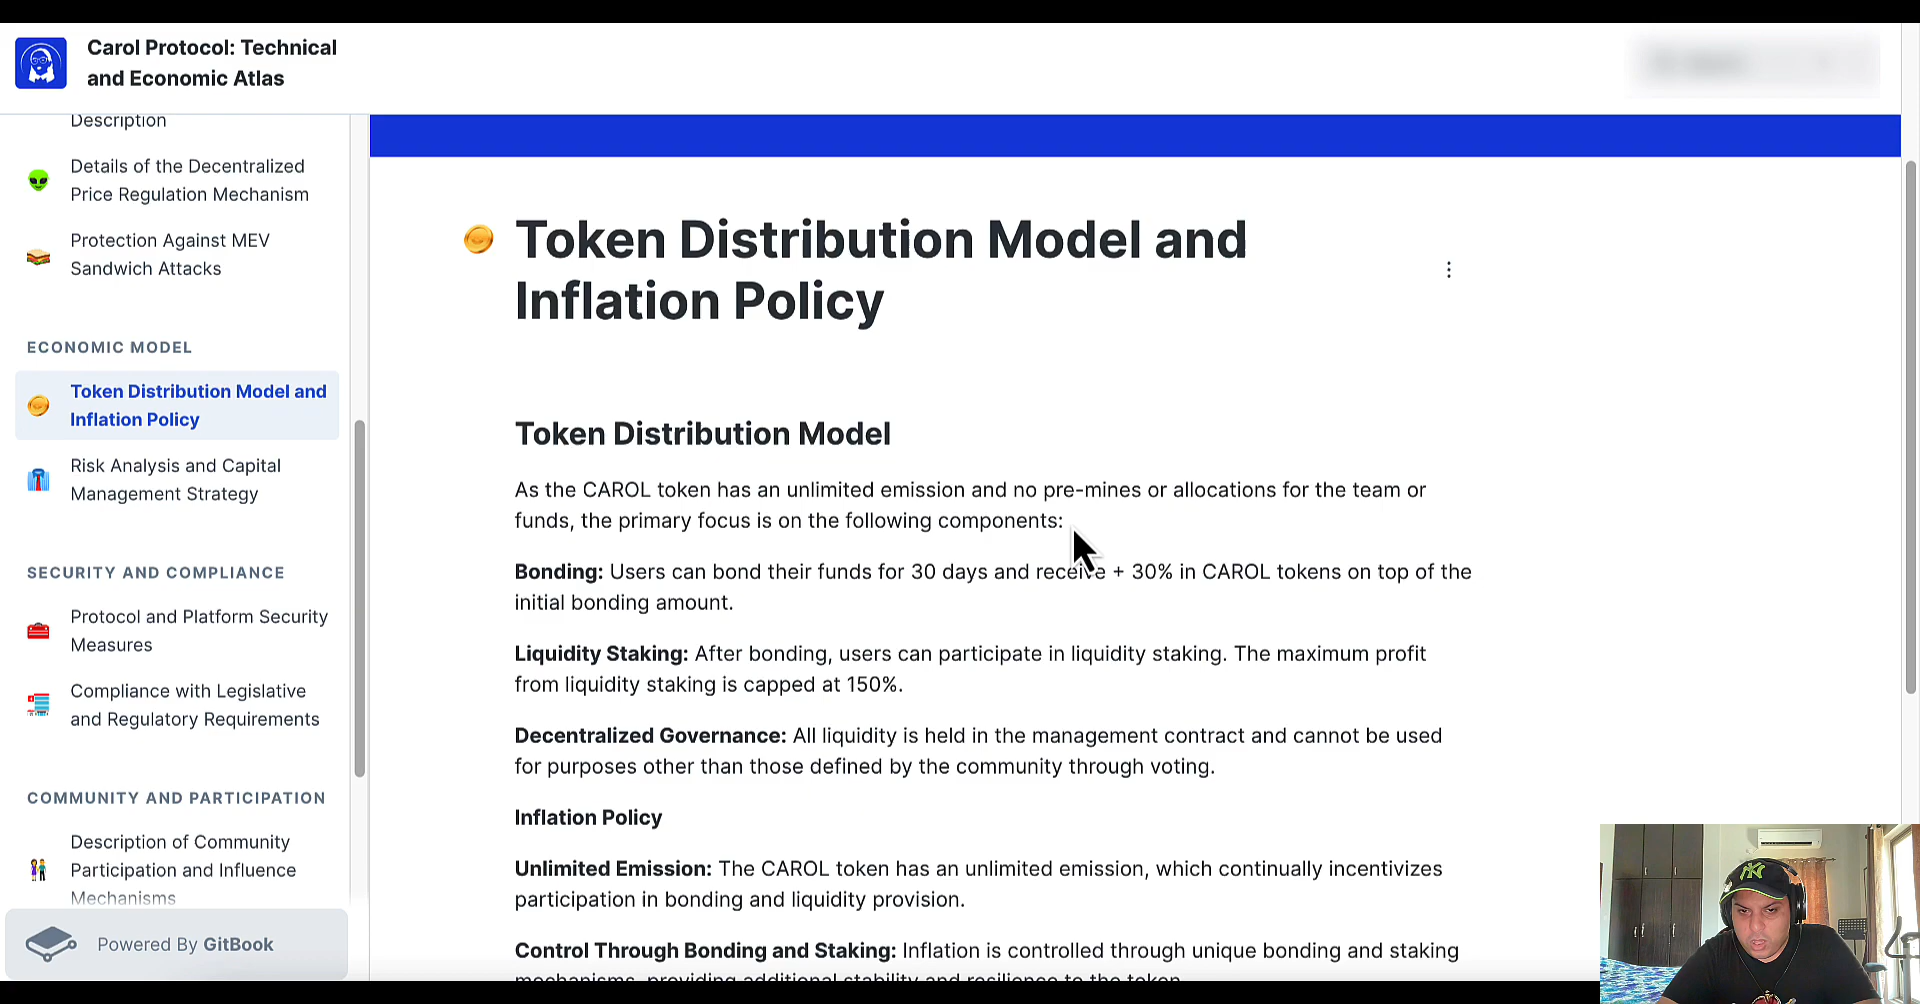 Carol Protocol: Technical
and Economic Atlas
Description
Details of the Decentralized
Price Regulation Mechanism
Protection Against MEV
Sandwich Attacks
ECONOMIC MODEL
Token Distribution Model and
Inflation Policy
Risk Analysis and Capital
Management Strategy
SECURITY AND COMPLIANCE
Protocol and Platform Security
Measures
Compliance with Legislative
and Regulatory Requirements
COMMUNITY AND PARTICIPATION
Description of Community
Participation and Influence
Mechanisms
Powered By GitBook
Token Distribution Model and
Inflation Policy
Token Distribution Model
As the CAROL token has an unlimited emission and no pre-mines or allocations for the team or
funds, the primary focus is on the following components:
Bonding: Users can bond their funds for 30 days and receive + 30% in CAROL tokens on top of the
initial bonding amount.
Liquidity Staking: After bonding, users can participate in liquidity staking. The maximum profit
from liquidity staking is capped at 150%.
Decentralized Governance: All liquidity is held in the management contract and cannot be used
for purposes other than those defined by the community through voting.
Inflation Policy
Unlimited Emission: The CAROL token has an unlimited emission, which continually incentivizes
participation in bonding and liquidity provision.
Control Through Bonding and Staking: Inflation is controlled through unique bonding and staking
mechanisms, providing additional stability and resilience to the token.